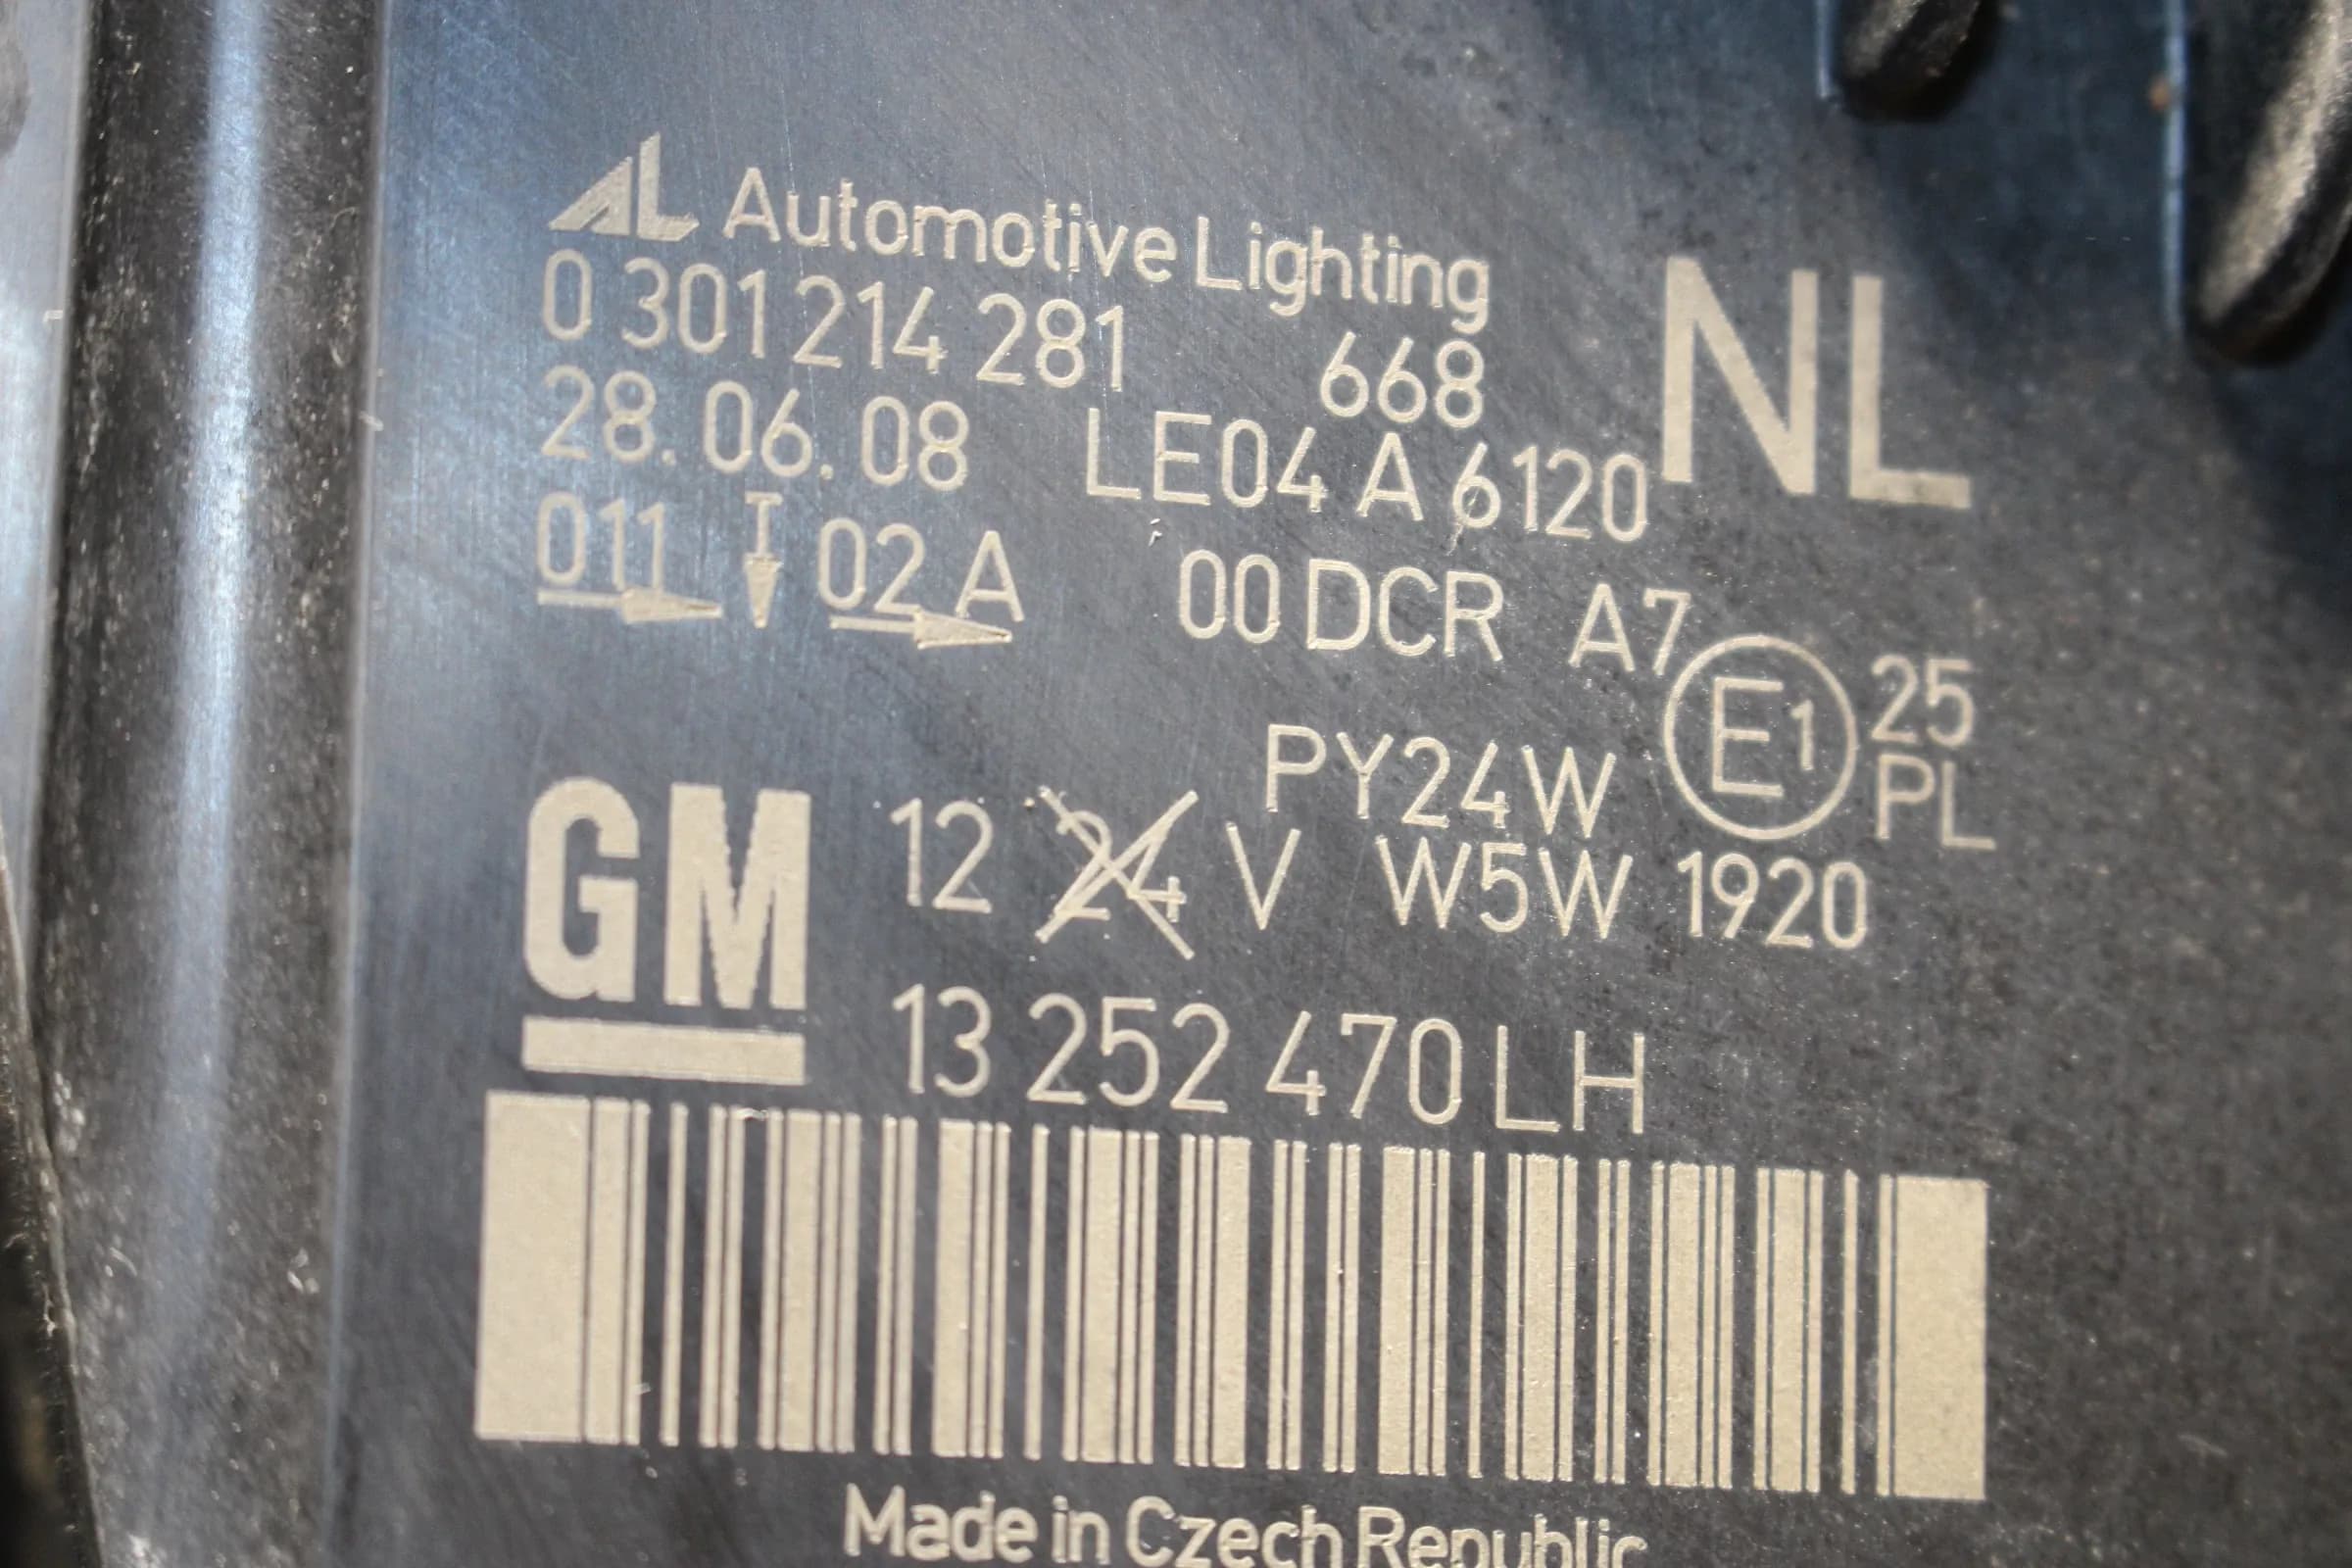 AL Automotive Lighting
0 301 214 281 668 NL
28.06.08 LE04 A 6120
011 02 A 00 DCR A7 E1 25
PY24W PL
GM 12 24 V W5W 1920
13 252 470 LH
Made in Czech Republic